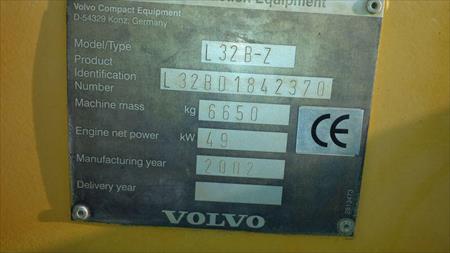 Volvo Compact Equipment
D-54329 Konz, Germany
Equipment
Model/Type L32B-Z
Product
Identification
Number L32BD1842370
Machine mass kg 6650
Engine net power kW 49
Manufacturing year 2002
Delivery year
CE
VOLVO